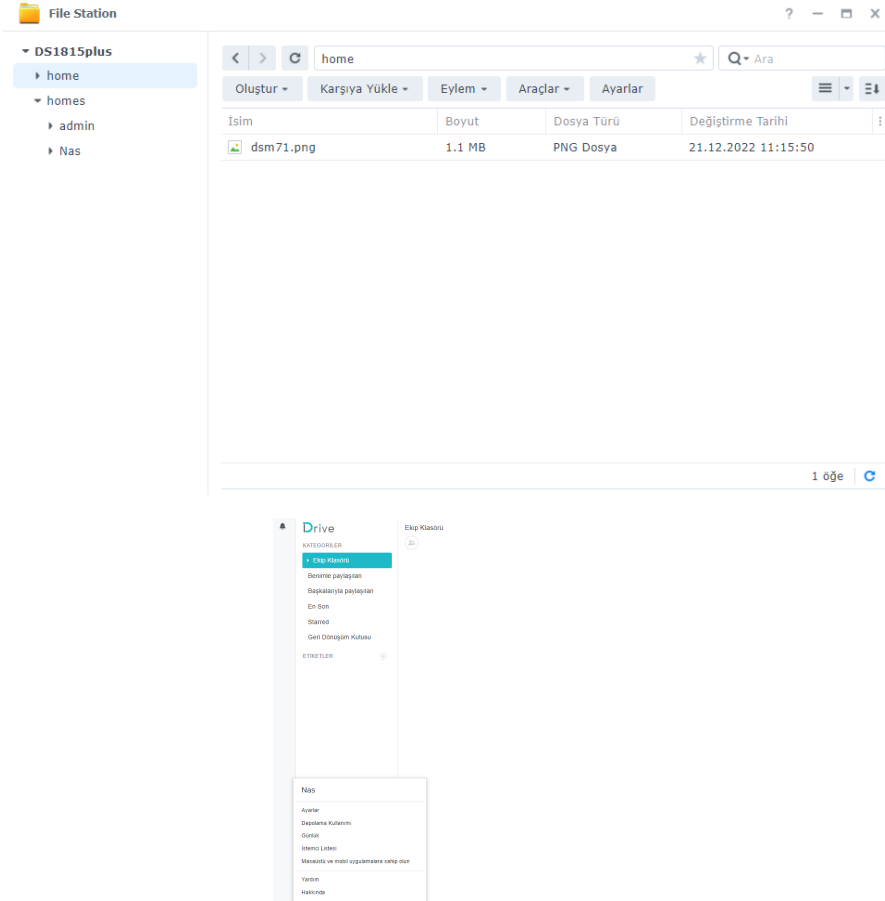 File Station
DS1815plus
home
homes
admin
Nas
home
Ara
Oluştur
Karşıya Yükle
Eylem
Araçlar
Ayarlar
İsim Boyut Dosya Türü Değiştirme Tarihi
dsm71.png 1.1 MB PNG Dosya 21.12.2022 11:15:50
1 öğe
Drive
KATEGORİLER
Ekip Klasörü
Benimle paylaşılan
Başkalarıyla paylaşılan
En Son
Starred
Geri Dönüşüm Kutusu
ETİKETLER
Ekip Klasörü
Nas
Ayarlar
Depolama Kullanımı
Günlük
İstemci Listesi
Masaüstü ve mobil uygulamalara sahip olun
Yardım
Hakkında